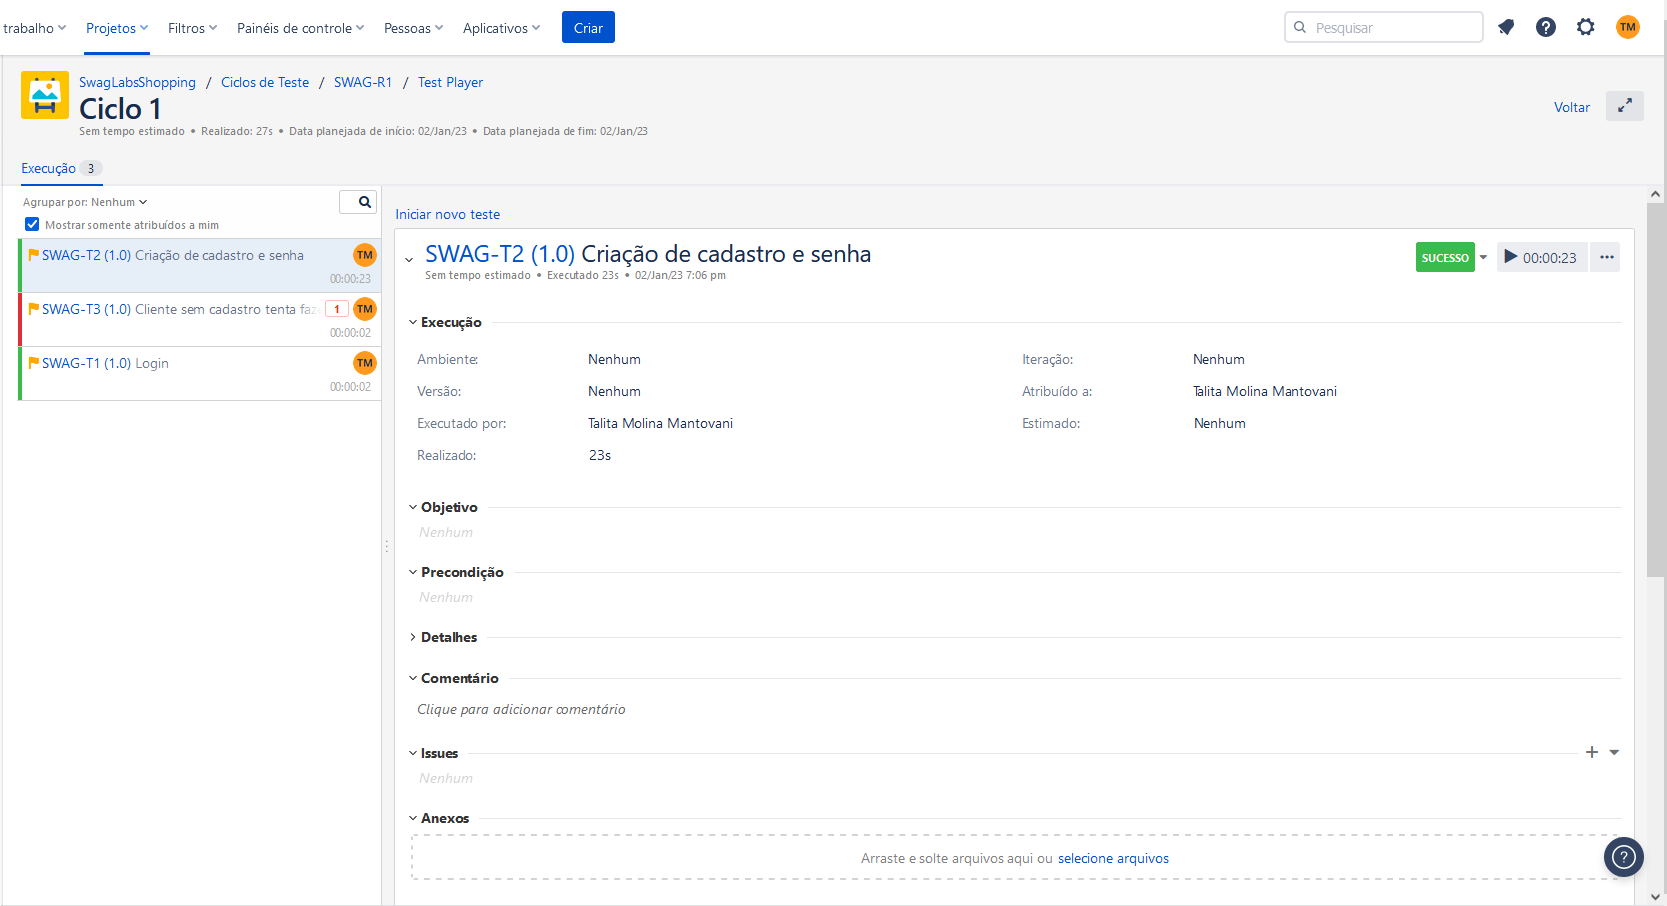 trabalho Projetos Filtros Painéis de controle Pessoas Aplicativos Criar Pesquisar TM
SwagLabsShopping / Ciclos de Teste / SWAG-R1 / Test Player
Ciclo 1
Voltar
Sem tempo estimado • Realizado: 27s • Data planejada de início: 02/Jan/23 • Data planejada de fim: 02/Jan/23
Execução 3
Agrupar por: Nenhum
Mostrar somente atribuídos a mim
SWAG-T2 (1.0) Criação de cadastro e senha TM
00:00:23
SWAG-T3 (1.0) Cliente sem cadastro tenta faz 1 TM
00:00:02
SWAG-T1 (1.0) Login TM
00:00:02
Iniciar novo teste
SWAG-T2 (1.0) Criação de cadastro e senha
SUCESSO 00:00:23 ...
Sem tempo estimado • Executado 23s • 02/Jan/23 7:06 pm
Execução
Ambiente: Nenhum Iteração: Nenhum
Versão: Nenhum Atribuído a: Talita Molina Mantovani
Executado por: Talita Molina Mantovani Estimado: Nenhum
Realizado: 23s
Objetivo
Nenhum
Precondição
Nenhum
Detalhes
Comentário
Clique para adicionar comentário
Issues
Nenhum
Anexos
Arraste e solte arquivos aqui ou selecione arquivos